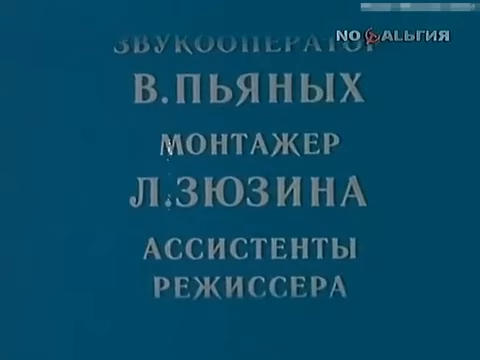 NOСТАЛЬГИЯ
ЗВУКООПЕРАТОР
В.ПЬЯНЫХ
МОНТАЖЕР
Л.ЗЮЗИНА
АССИСТЕНТЫ
РЕЖИССЕРА